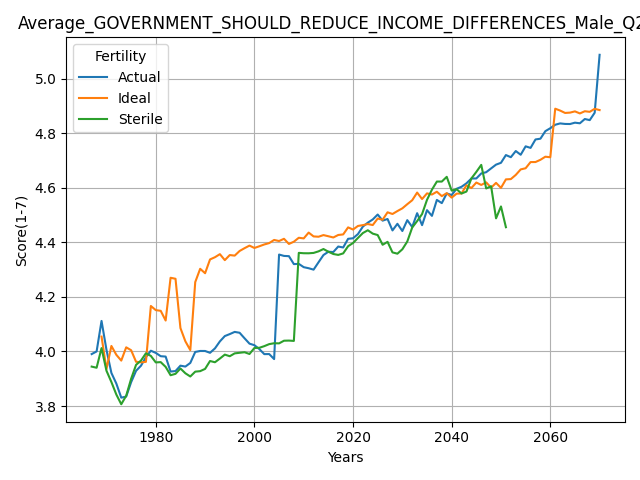 Average_GOVERNMENT_SHOULD_REDUCE_INCOME_DIFFERENCES_Male_Q2
Fertility
Actual
Ideal
Sterile
Score(1-7)
5.0
4.8
4.6
4.4
4.2
4.0
3.8
1980 2000 2020 2040 2060
Years